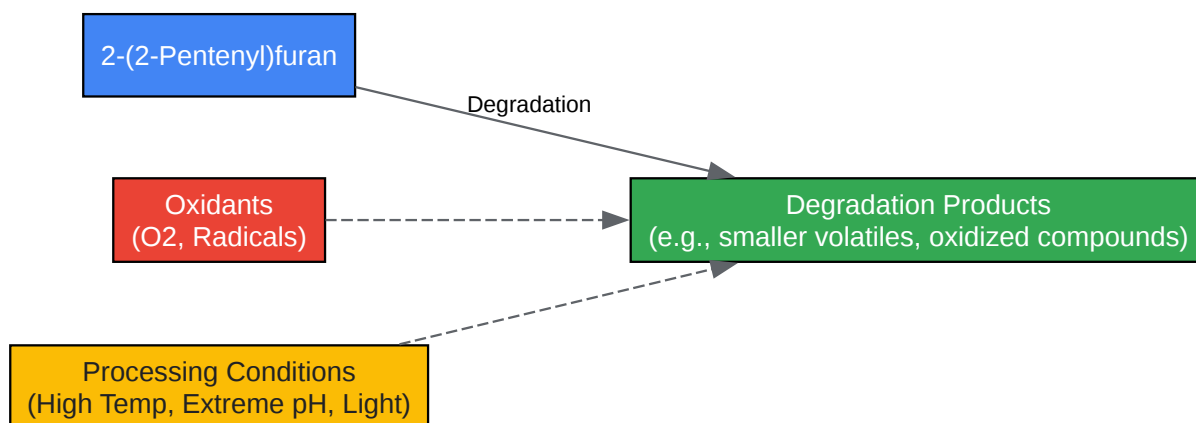 2-(2-Pentenyl)furan
Degradation
Oxidants
(O2, Radicals)
Degradation Products
(e.g., smaller volatiles, oxidized compounds)
Processing Conditions
(High Temp, Extreme pH, Light)